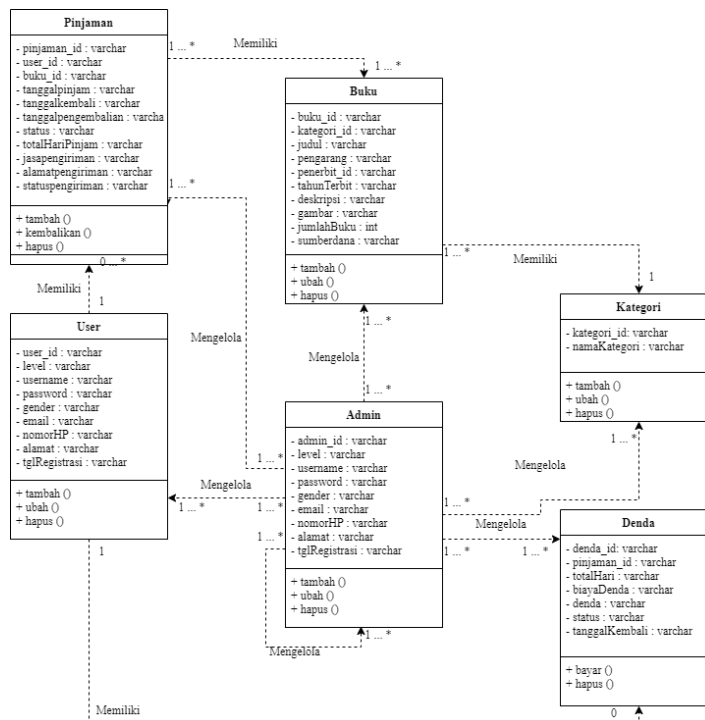 Pinjaman
- pinjaman_id : varchar
- user_id : varchar
- buku_id : varchar
- tanggalpinjam : varchar
- tanggalkembali : varchar
- tanggalpengembalian : varcha
- status : varchar
- totalHariPinjam : varchar
- jasapengiriman : varchar
- alamatpengigam : varchar
- statuspengiriman : varchar
+ tambah ()
+ kembalikan ()
+ hapus ()
1 ... *
Memiliki
1 ... *
Buku
- buku_id : varchar
- kategori_id : varchar
- judul : varchar
- pengarang : varchar
- penerbit_id : varchar
- tahunTerbit : varchar
- deskripsi : varchar
- gambar : varchar
- jumlahBuku : int
- sumberdana : varchar
+ tambah ()
+ ubah ()
+ hapus ()
1 ... *
0 ... *
Memiliki
1
1 ... *
Memiliki
1
Kategori
- kategori_id: varchar
- namaKategori : varchar
+ tambah ()
+ ubah ()
+ hapus ()
1 ... *
User
- user_id : varchar
- level : varchar
- username : varchar
- password : varchar
- gender : varchar
- email : varchar
- nomorHP : varchar
- alamat : varchar
- tglRegistrasi : varchar
+ tambah ()
+ ubah ()
+ hapus ()
1
Mengelola
1 ... *
1 ... *
Mengelola
1 ... *
Admin
- admin_id : varchar
- level : varchar
- username : varchar
- password : varchar
- gender : varchar
- email : varchar
- nomorHP : varchar
- alamat : varchar
- tglRegistrasi : varchar
+ tambah ()
+ ubah ()
+ hapus ()
Mengelola
1 ... *
1 ... *
1 ... *
Mengelola
1 ... *
Mengelola
1 ... *
Mengelola
1 ... *
1 ... *
Denda
- denda_id: varchar
- pinjaman_id : varchar
- totalHari : varchar
- biayaDenda : varchar
- denda : varchar
- status : varchar
- tanggalKembali : varchar
+ bayar ()
+ hapus ()
Memiliki
0